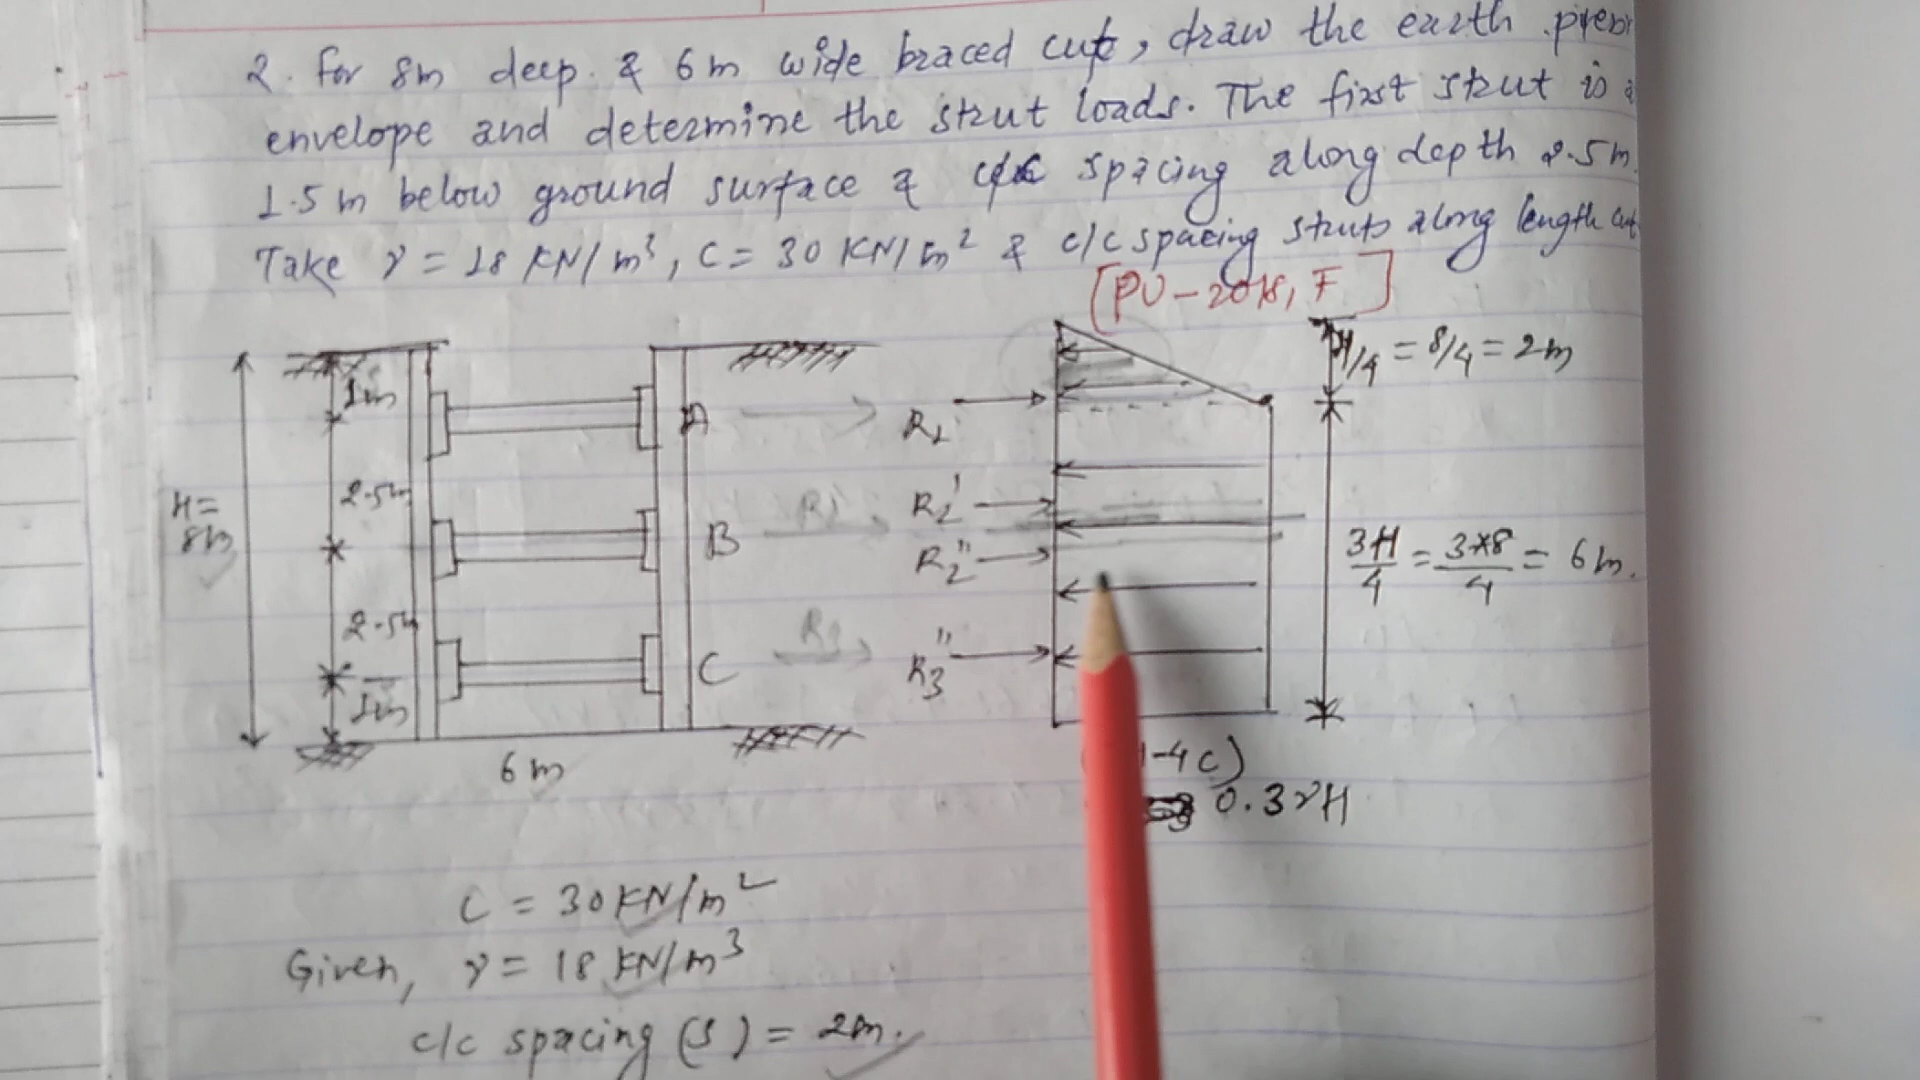 2. For 8m deep & 6m wide braced cut, draw the earth
envelope and determine the strut loads. The first strut is
1.5m below ground surface & spacing along depth 2.5m
Take γ = 18 KN/m³, C = 30 KN/m² & c/c spacing struts along length
[PU-2018, F]
H/4 = 8/4 = 2m
1m
A
R1
2.5m
H=
8m
R1
R2'
B
R2"
3H/4 = 3*8/4 = 6m.
2.5m
R2
R3"
C
1m
6m
-4C)
0.3γH
C = 30 KN/m²
Given, γ = 18 KN/m³
c/c spacing (s) = 2m.